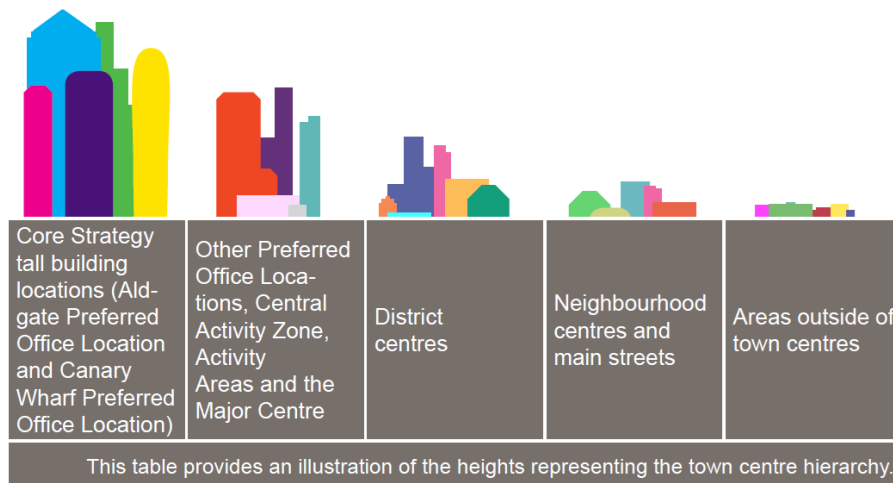 Core Strategy
tall building
locations (Ald-
gate Preferred
Office Location
and Canary
Wharf Preferred
Office Location)
Other Preferred
Office Loca-
tions, Central
Activity Zone,
Activity
Areas and the
Major Centre
District
centres
Neighbourhood
centres and
main streets
Areas outside of
town centres
This table provides an illustration of the heights representing the town centre hierarchy.